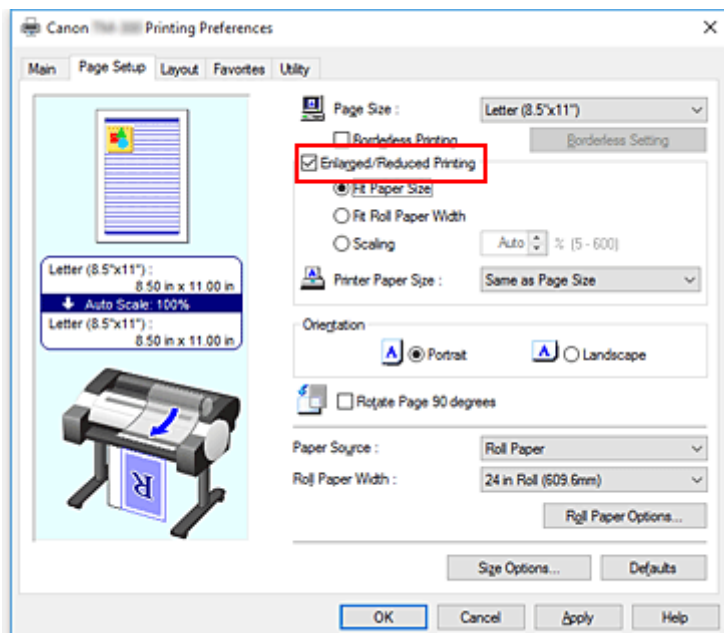 Canon Printing Preferences
Main Page Setup Layout Favorites Utility
Page Size : Letter (8.5"x11")
Borderless Printing Borderless Setting
Enlarged/Reduced Printing
Fit Paper Size
Fit Roll Paper Width
Scaling Auto % (5 - 600)
Printer Paper Size : Same as Page Size
Letter (8.5"x11") :
8.50 in x 11.00 in
Auto Scale: 100%
Letter (8.5"x11") :
8.50 in x 11.00 in
Orientation
A Portrait A Landscape
Rotate Page 90 degrees
R
Paper Source : Roll Paper
Roll Paper Width : 24 in Roll (609.6mm)
Roll Paper Options...
Size Options... Defaults
OK Cancel Apply Help